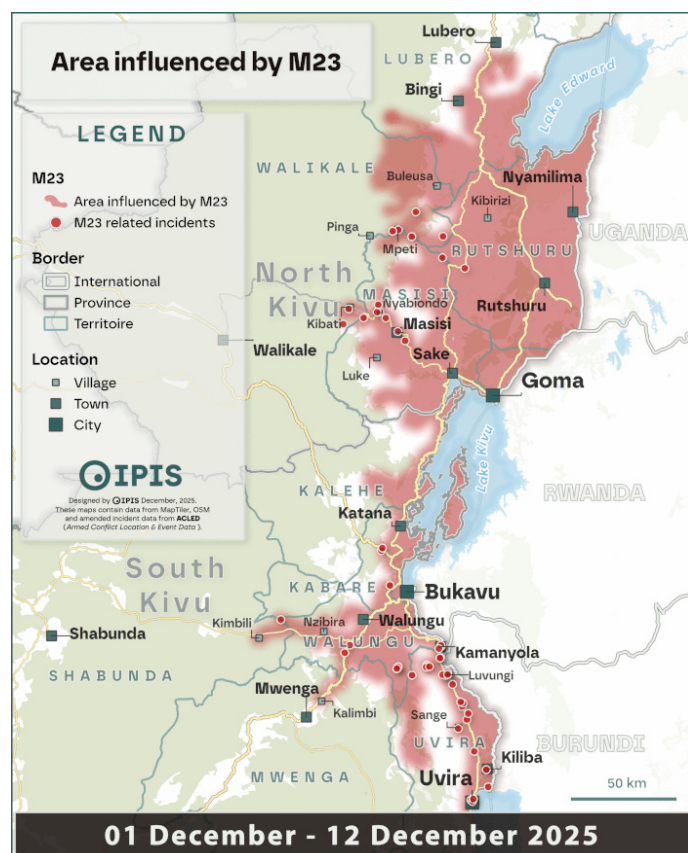 Area influenced by M23
LEGEND
M23
Area influenced by M23
M23 related incidents
Border
International
Province
Territoire
Location
Village
Town
City
IPIS
Designed by IPIS December, 2025.
These maps contain data from MapTiler, OSM
and amended incident data from ACLED
(Armed Conflict Location & Event Data ).
Lubero
LUBERO
Bingi
Lake Edward
WALIKALE
Buleusa
Nyamilima
Kibirizi
Pinga
Mpeti
RUTSHURU
UGANDA
North
Kivu
MASISI
Nyabiondo
Rutshuru
Kibati
Masisi
Walikale
Sake
Luke
Goma
Lake Kivu
KALEHE
RWANDA
Katana
South
Kivu
KABARE
Bukavu
Kimbili
Nzibira
Walungu
Shabunda
WALUNGU
Kamanyola
SHABUNDA
Luvungi
Mwenga
Kalimbi
Sange
UVIRA
BURUNDI
MWENGA
Kiliba
Uvira
50 km
01 December - 12 December 2025